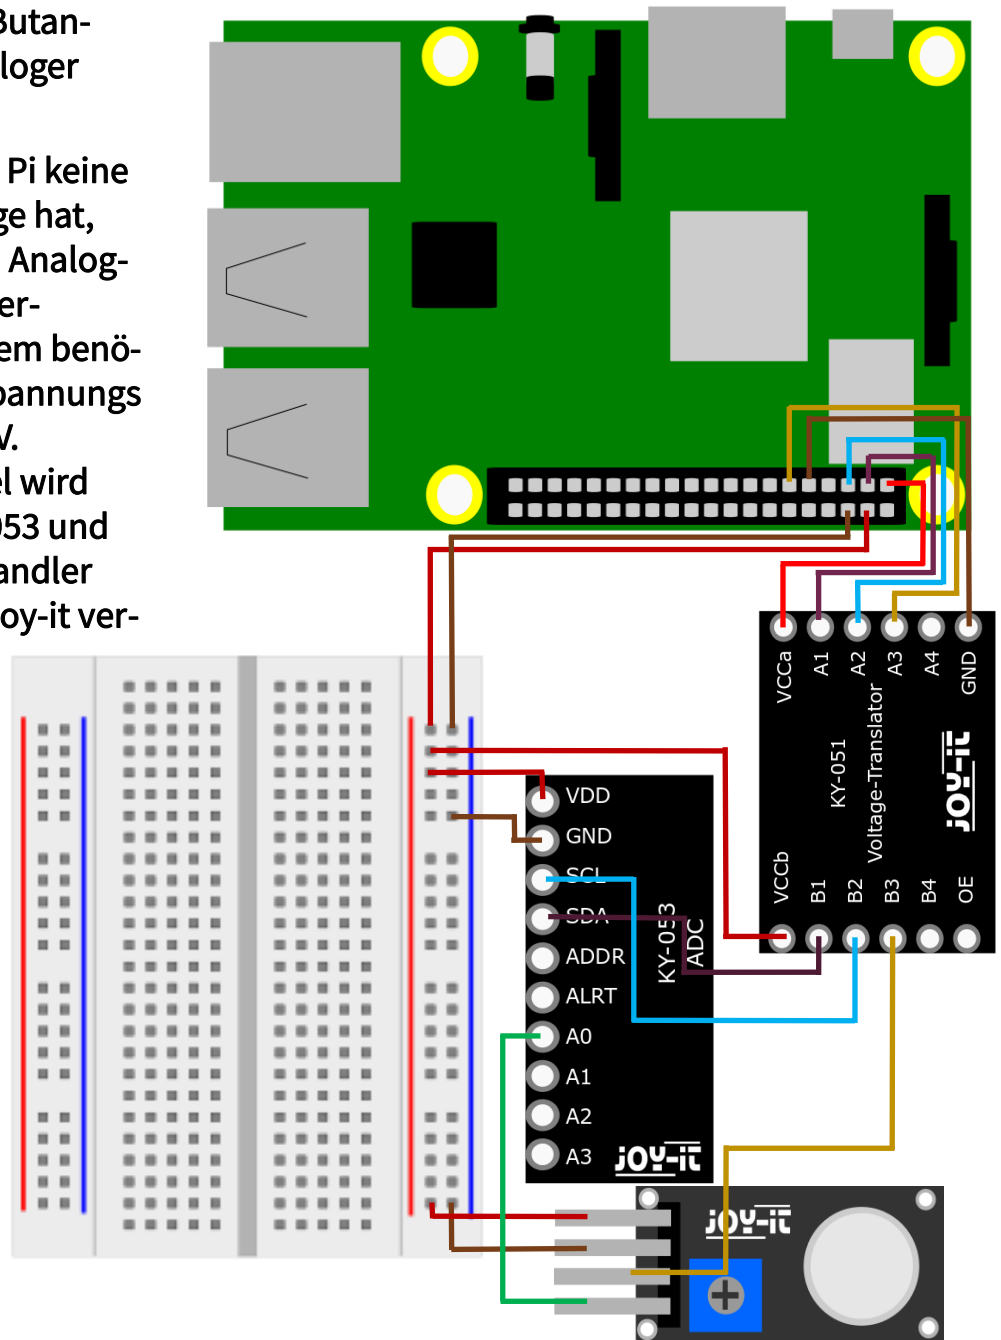 Butan-
loger
Pi keine
ge hat,
Analog-
er-
em benö-
pannungs
V.
el wird
053 und
andler
oy-it ver-
VCCa
A1
A2
A3
A4
GND
KY-051
Voltage-Translator
JOY-iT
VCCb
B1
B2
B3
B4
OE
VDD
GND
SCL
SDA
ADDR
ALRT
A0
A1
A2
A3
KY-053
ADC
JOY-iT
JOY-iT